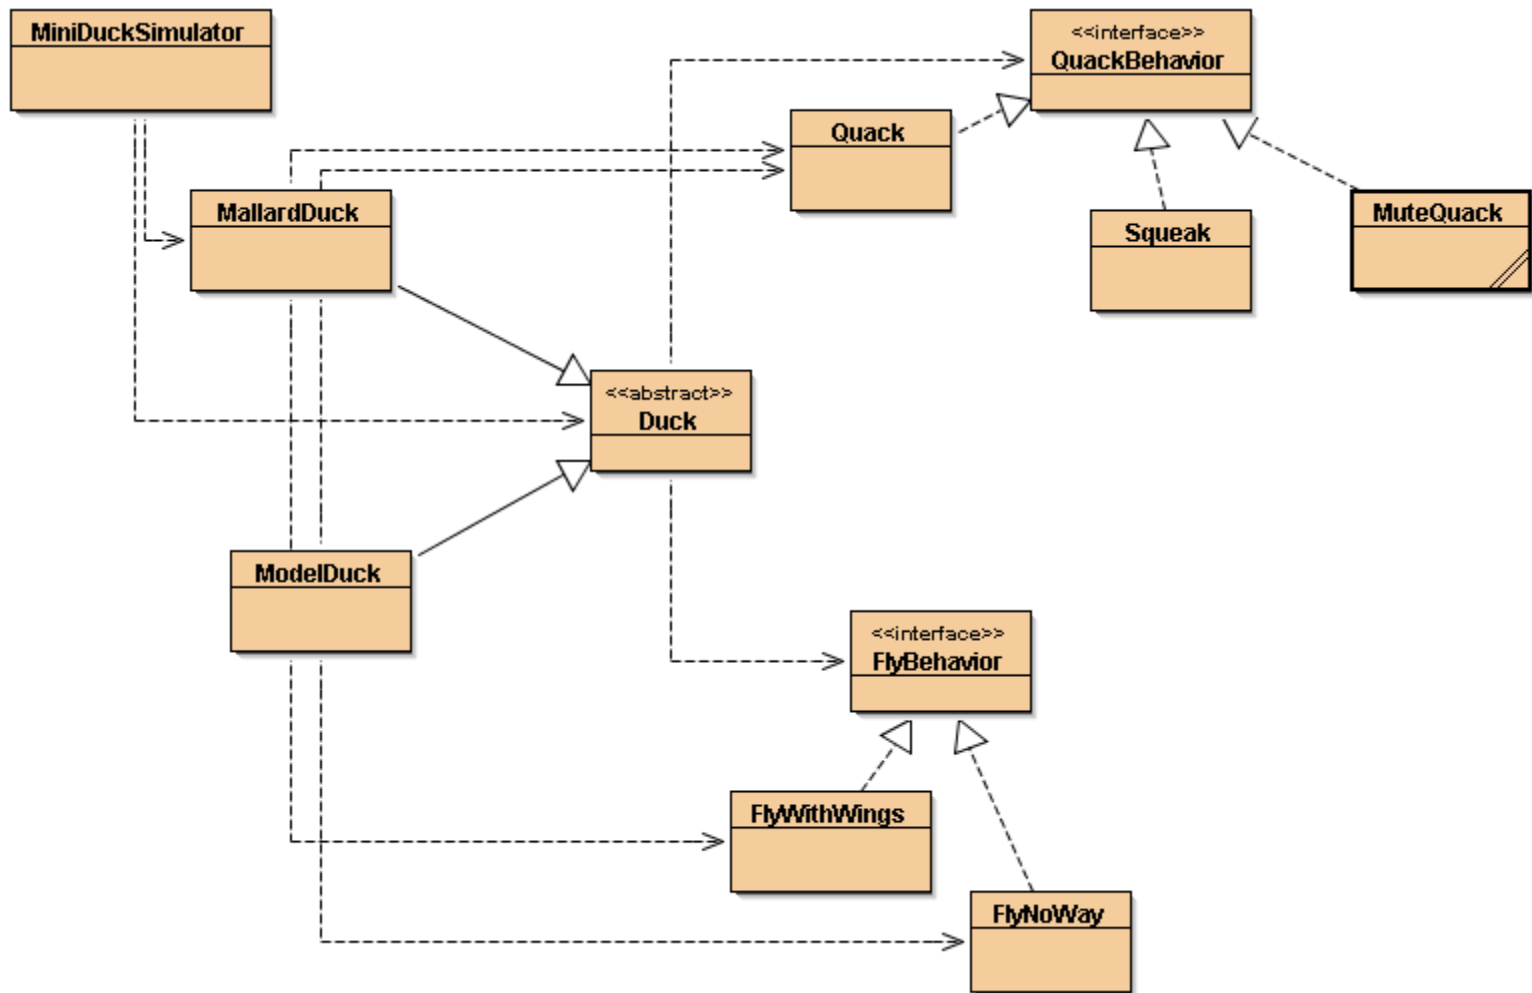 MiniDuckSimulator
<<interface>>
QuackBehavior
Quack
MallardDuck
Squeak
MuteQuack
<<abstract>>
Duck
ModelDuck
<<interface>>
FlyBehavior
FlyWithWings
FlyNoWay